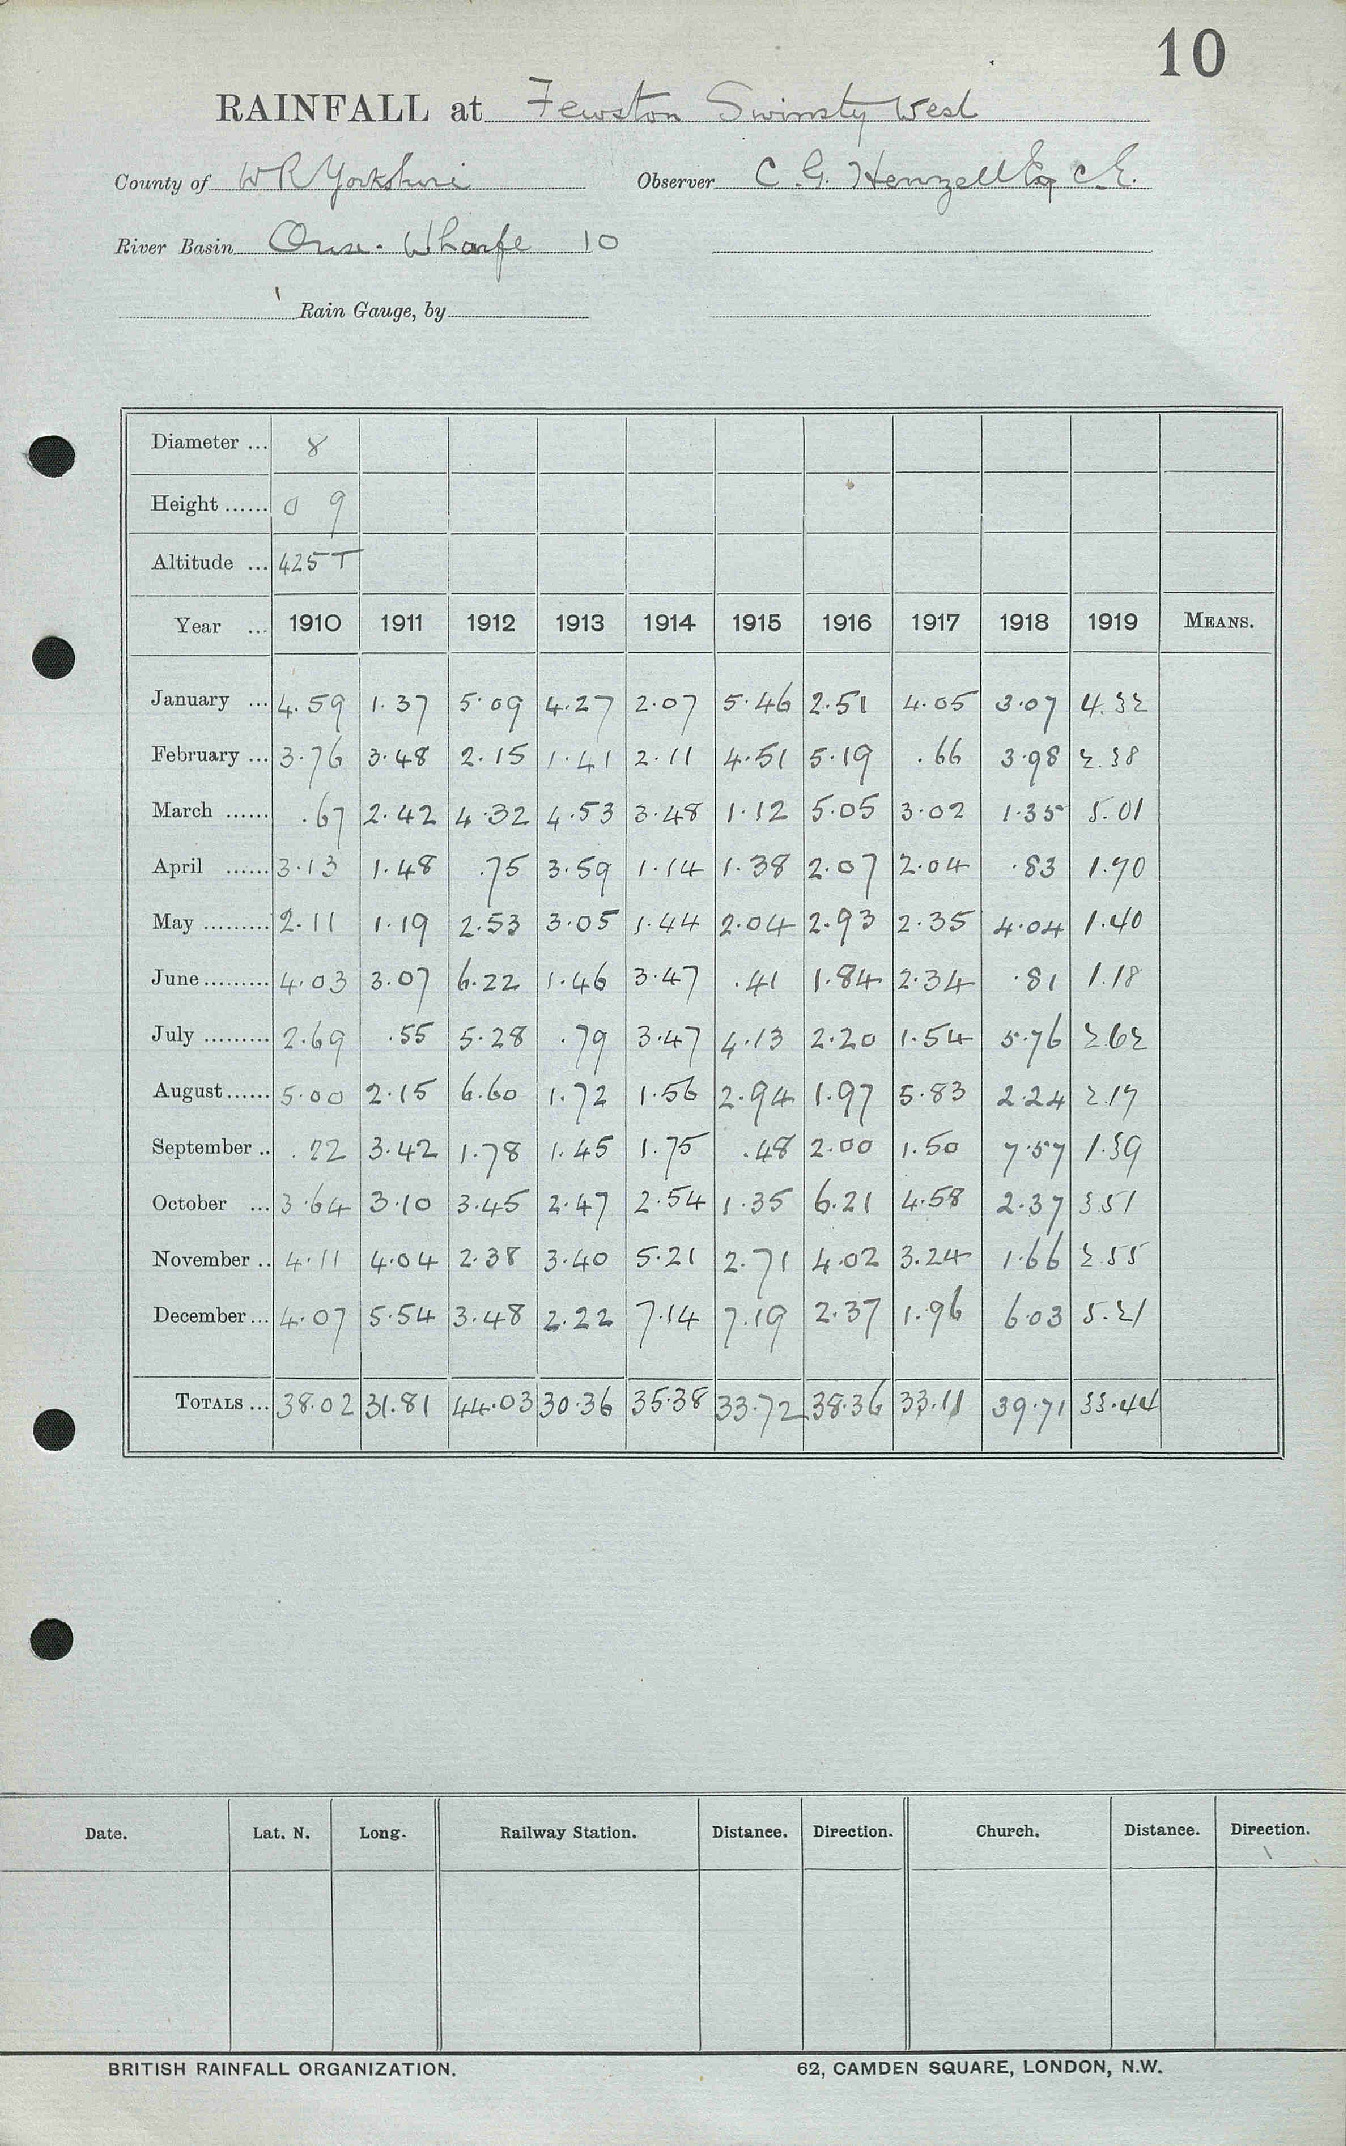 10
RAINFALL at Fewston Swinsty West
County of W R Yorkshire Observer C. G. Henzell Esq C.E.
River Basin Ouse. Wharfe 10
Rain Gauge, by
Diameter ... 8
Height ...... 0 9
Altitude ... 425 T
Year ... 1910 1911 1912 1913 1914 1915 1916 1917 1918 1919 MEANS.
January ... 4.59 1.37 5.09 4.27 2.07 5.46 2.51 4.05 3.07 4.32
February ... 3.76 3.48 2.15 1.41 2.11 4.51 5.19 .66 3.98 2.38
March ...... .67 2.42 4.32 4.53 3.48 1.12 5.05 3.02 1.35 5.01
April ...... 3.13 1.48 .75 3.59 1.14 1.38 2.07 2.04 .83 1.70
May ......... 2.11 1.19 2.53 3.05 1.44 2.04 2.93 2.35 4.04 1.40
June ......... 4.03 3.07 6.22 1.46 3.47 .41 1.84 2.34 .81 1.18
July ......... 2.69 .55 5.28 .79 3.47 4.13 2.20 1.54 5.76 2.62
August ...... 5.00 2.15 6.60 1.72 1.56 2.94 1.97 5.83 2.24 2.17
September .. .22 3.42 1.78 1.45 1.75 .48 2.00 1.50 7.57 1.39
October ... 3.64 3.10 3.45 2.47 2.54 1.35 6.21 4.58 2.37 3.51
November .. 4.11 4.04 2.38 3.40 5.21 2.71 4.02 3.24 1.66 2.55
December ... 4.07 5.54 3.48 2.22 7.14 7.19 2.37 1.96 6.03 5.21
TOTALS ... 38.02 31.81 44.03 30.36 35.38 33.72 38.36 33.11 39.71 33.44
Date. Lat. N. Long. Railway Station. Distance. Direction. Church. Distance. Direction.
BRITISH RAINFALL ORGANIZATION. 62, CAMDEN SQUARE, LONDON, N.W.